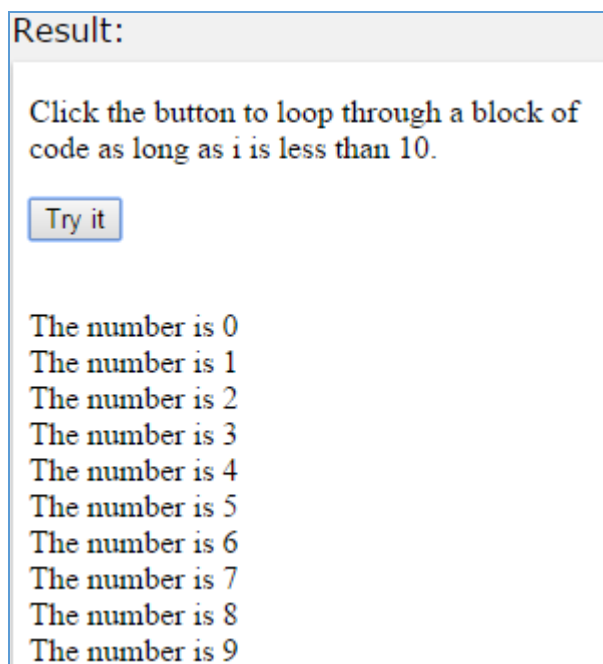 Result:
Click the button to loop through a block of
code as long as i is less than 10.
Try it
The number is 0
The number is 1
The number is 2
The number is 3
The number is 4
The number is 5
The number is 6
The number is 7
The number is 8
The number is 9